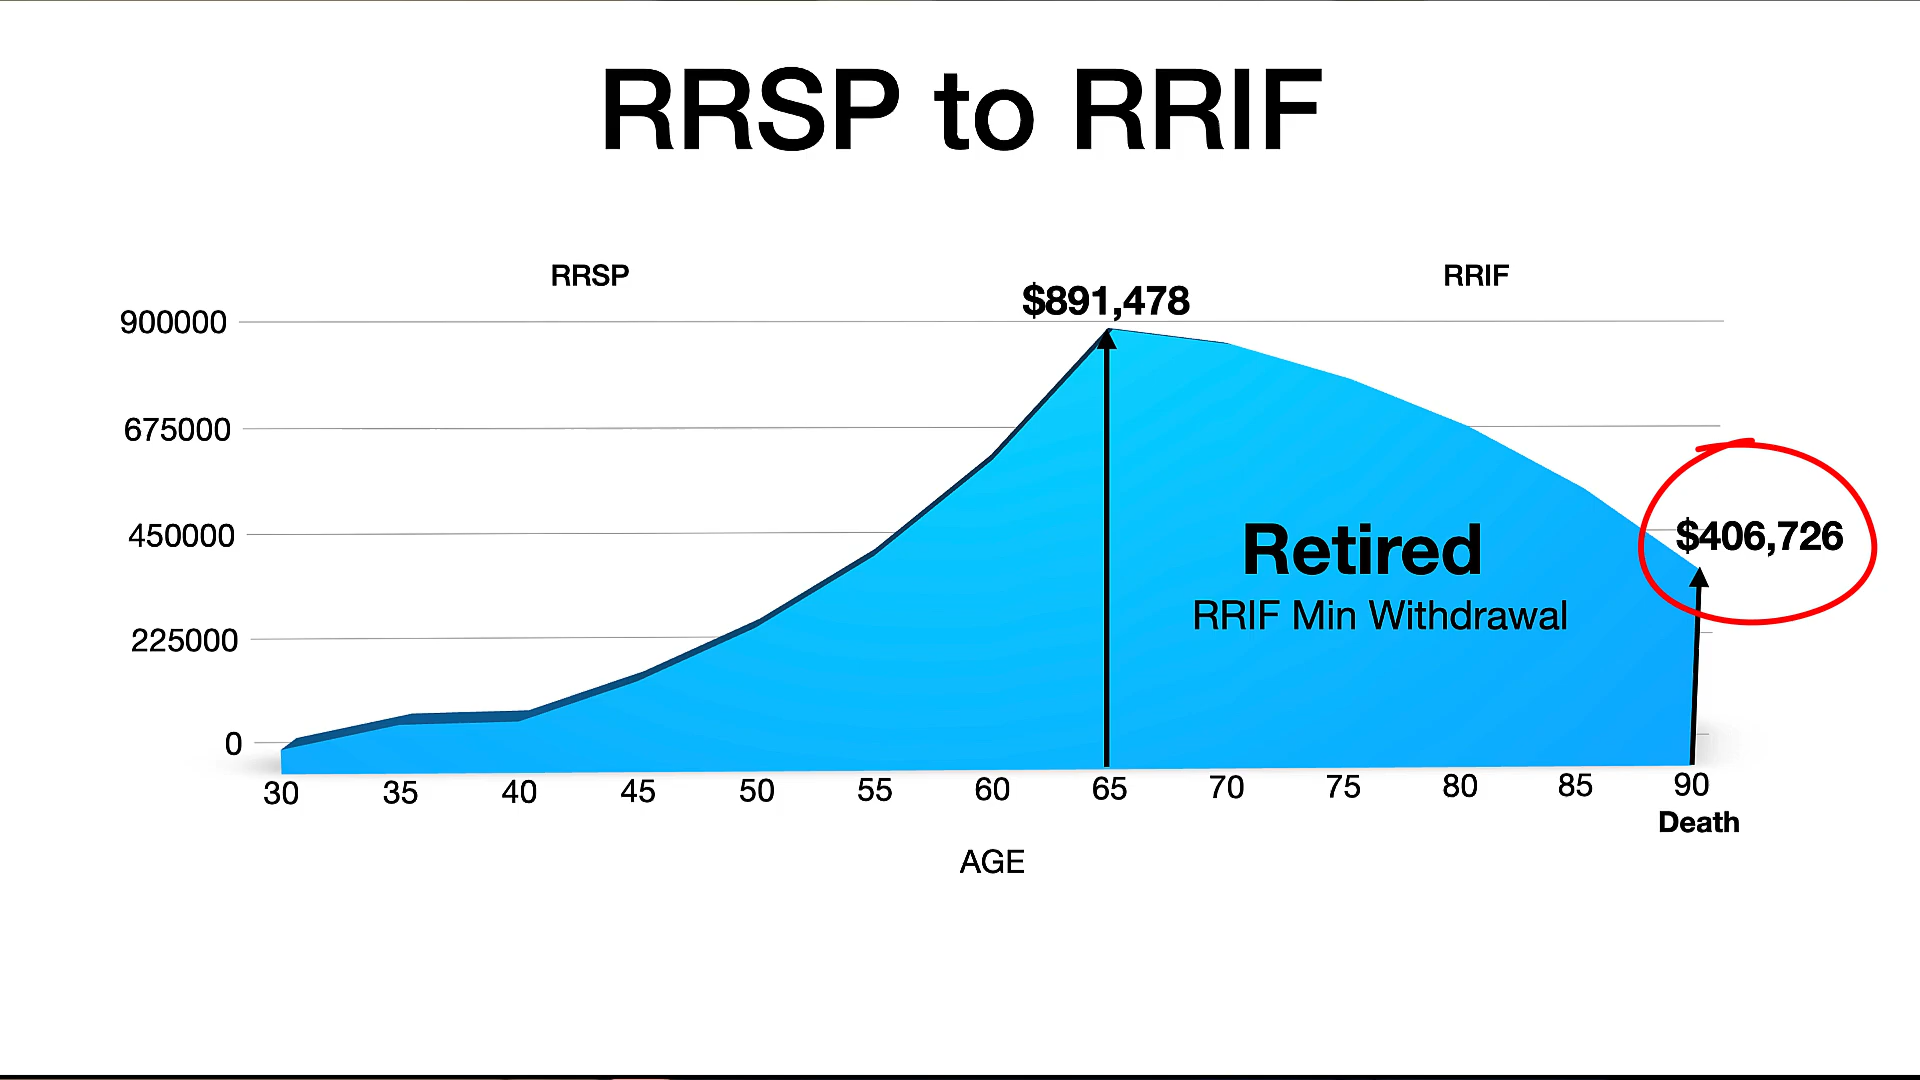 RRSP to RRIF
RRSP
RRIF
$891,478
900000
675000
450000
225000
0
$406,726
Retired
RRIF Min Withdrawal
30 35 40 45 50 55 60 65 70 75 80 85 90
Death
AGE